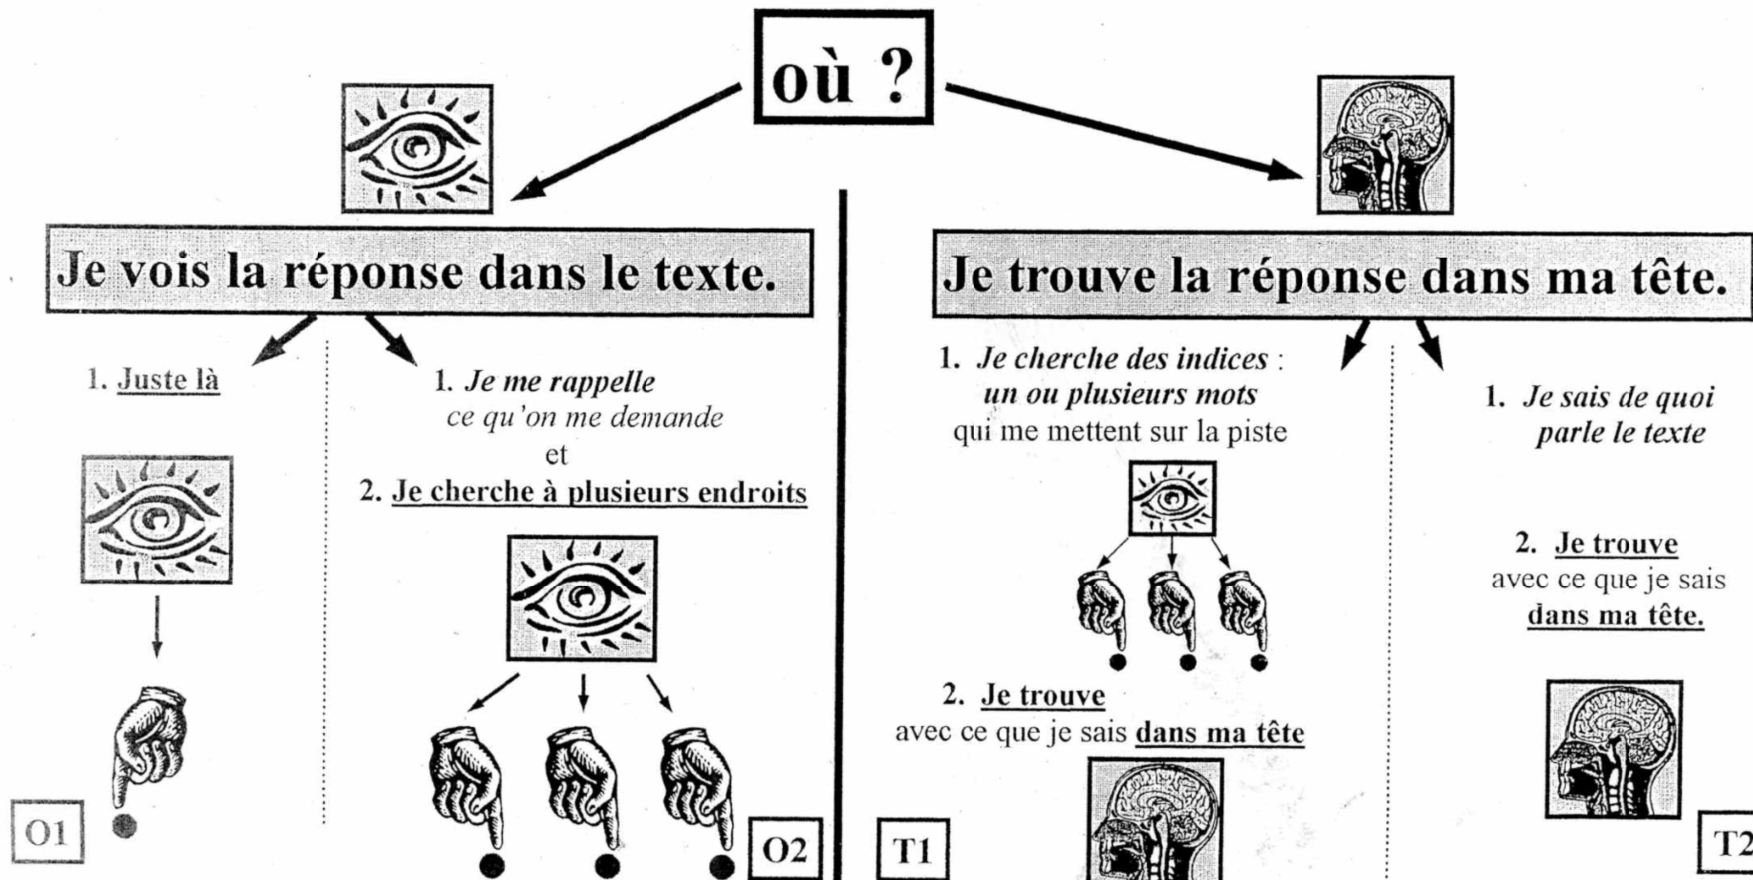 où ?
Je vois la réponse dans le texte.
1. Juste là
O1
1. Je me rappelle
ce qu'on me demande
et
2. Je cherche à plusieurs endroits
O2
Je trouve la réponse dans ma tête.
1. Je cherche des indices :
un ou plusieurs mots
qui me mettent sur la piste
2. Je trouve
avec ce que je sais dans ma tête
T1
1. Je sais de quoi
parle le texte
2. Je trouve
avec ce que je sais
dans ma tête.
T2